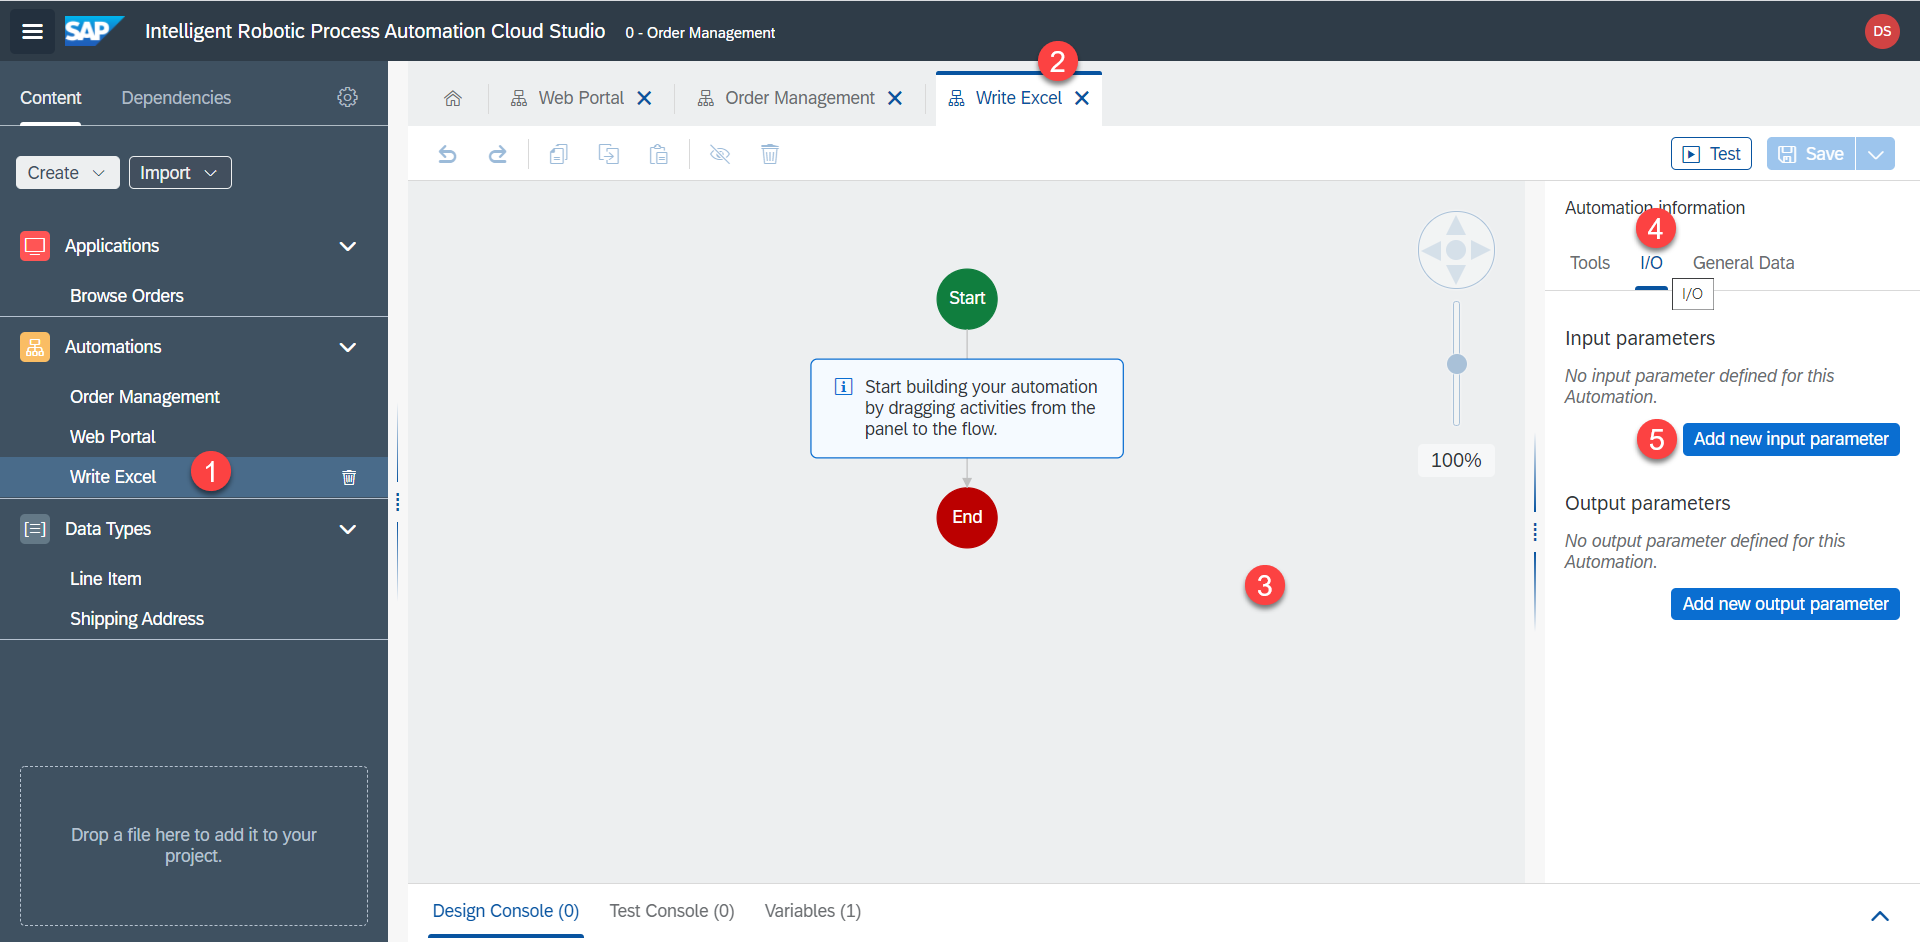 SAP Intelligent Robotic Process Automation Cloud Studio 0 - Order Management DS
2
Content Dependencies
Web Portal Order Management Write Excel
Create Import
Test Save
Applications
Browse Orders
Automations
Order Management
Web Portal
Write Excel 1
Data Types
Line Item
Shipping Address
Drop a file here to add it to your
project.
Start
Start building your automation
by dragging activities from the
panel to the flow.
End
100%
3
Automation information
4
Tools I/O General Data
I/O
Input parameters
No input parameter defined for this
Automation.
5 Add new input parameter
Output parameters
No output parameter defined for this
Automation.
Add new output parameter
Design Console (0) Test Console (0) Variables (1)